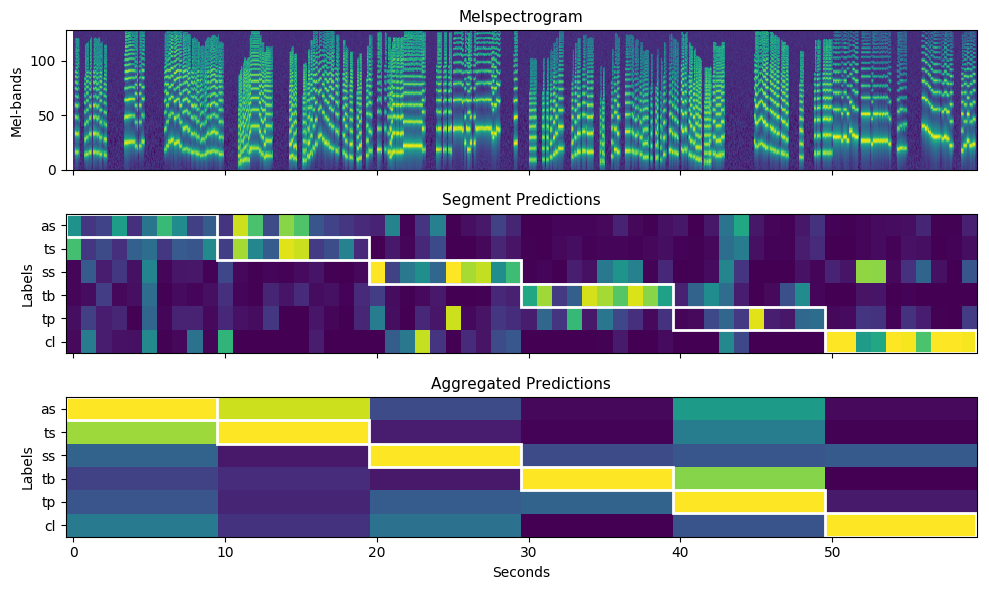 Melspectrogram
Mel-bands
100
50
0
Segment Predictions
Labels
as
ts
ss
tb
tp
cl
Aggregated Predictions
Labels
as
ts
ss
tb
tp
cl
0 10 20 30 40 50
Seconds